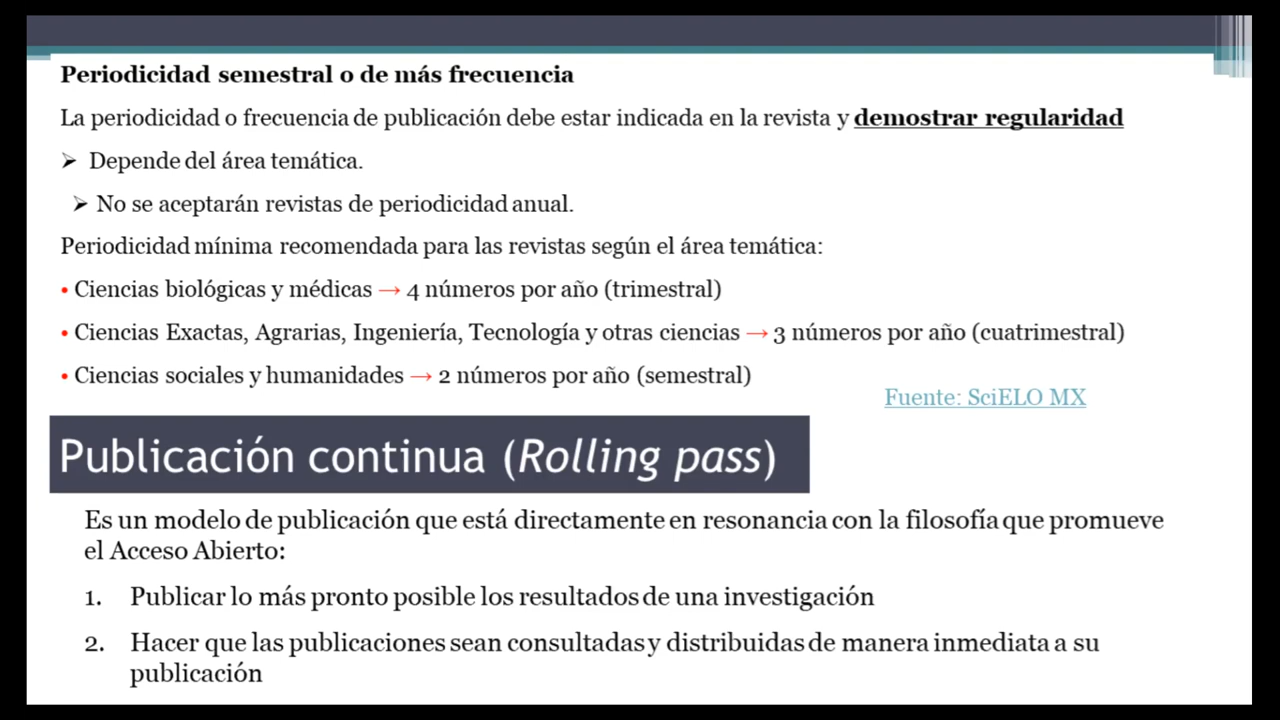 Periodicidad semestral o de más frecuencia
La periodicidad o frecuencia de publicación debe estar indicada en la revista y demostrar regularidad
➢ Depende del área temática.
➢ No se aceptarán revistas de periodicidad anual.
Periodicidad mínima recomendada para las revistas según el área temática:
• Ciencias biológicas y médicas → 4 números por año (trimestral)
• Ciencias Exactas, Agrarias, Ingeniería, Tecnología y otras ciencias → 3 números por año (cuatrimestral)
• Ciencias sociales y humanidades → 2 números por año (semestral)
Fuente: SciELO MX
Publicación continua (Rolling pass)
Es un modelo de publicación que está directamente en resonancia con la filosofía que promueve
el Acceso Abierto:
1. Publicar lo más pronto posible los resultados de una investigación
2. Hacer que las publicaciones sean consultadas y distribuidas de manera inmediata a su
publicación